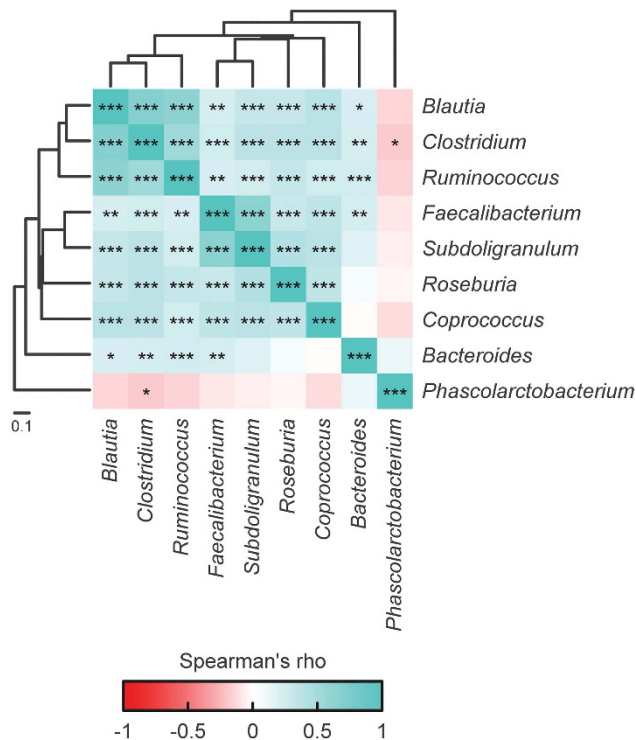 *** *** *** ** *** *** *** * Blautia
*** *** *** *** *** *** *** ** * Clostridium
*** *** *** ** *** *** *** *** Ruminococcus
** *** ** *** *** *** *** ** Faecalibacterium
*** *** *** *** *** *** *** Subdoligranulum
*** *** *** *** *** *** *** Roseburia
*** *** *** *** *** *** *** Coprococcus
* ** *** ** *** Bacteroides
* *** Phascolarctobacterium
0.1
Blautia
Clostridium
Ruminococcus
Faecalibacterium
Subdoligranulum
Roseburia
Coprococcus
Bacteroides
Phascolarctobacterium
Spearman's rho
-1 -0.5 0 0.5 1